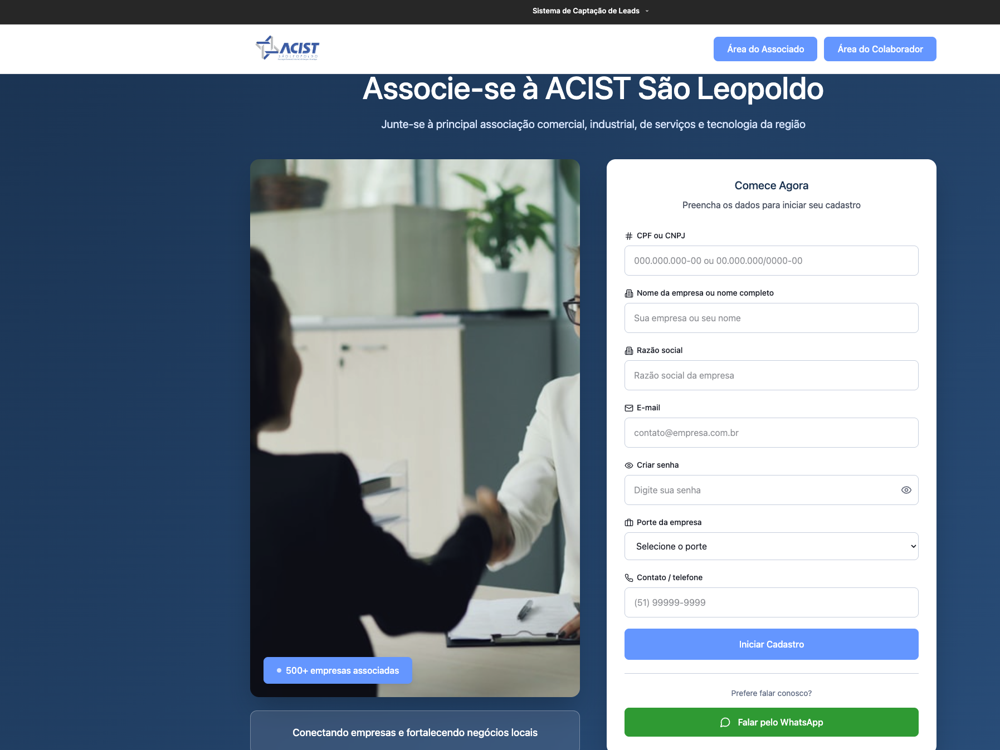 Sistema de Captação de Leads
ACIST
SÃO LEOPOLDO
Área do Associado
Área do Colaborador
Associe-se à ACIST São Leopoldo
Junte-se à principal associação comercial, industrial, de serviços e tecnologia da região
500+ empresas associadas
Conectando empresas e fortalecendo negócios locais
Comece Agora
Preencha os dados para iniciar seu cadastro
CPF ou CNPJ
000.000.000-00 ou 00.000.000/0000-00
Nome da empresa ou nome completo
Sua empresa ou seu nome
Razão social
Razão social da empresa
E-mail
contato@empresa.com.br
Criar senha
Digite sua senha
Porte da empresa
Selecione o porte
Contato / telefone
(51) 99999-9999
Iniciar Cadastro
Prefere falar conosco?
Falar pelo WhatsApp